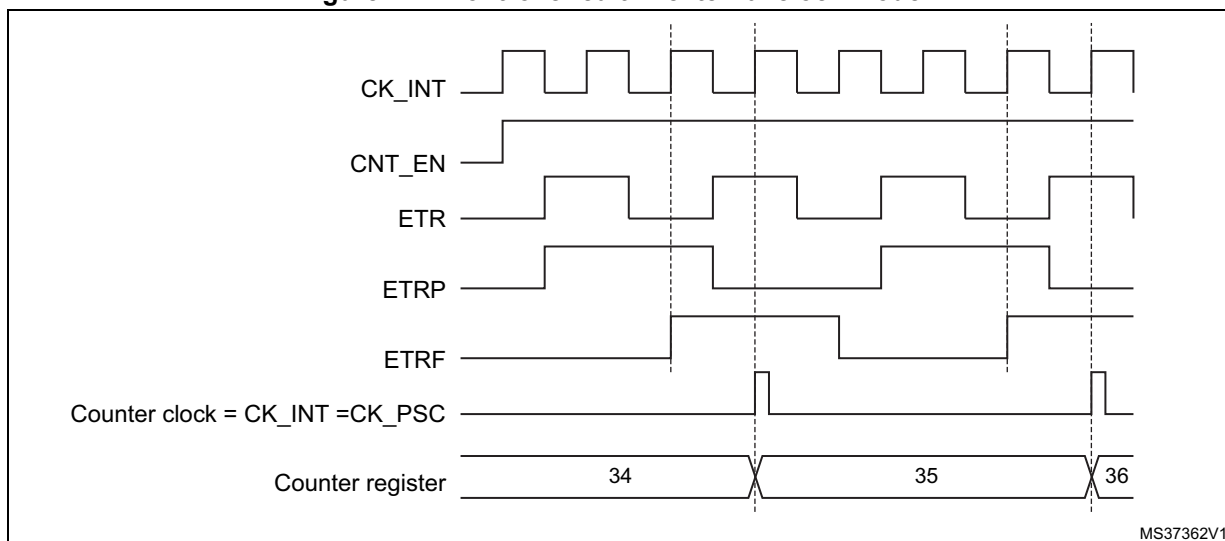 CK_INT
CNT_EN
ETR
ETRP
ETRF
Counter clock = CK_INT =CK_PSC
Counter register 34 35 36
MS37362V1